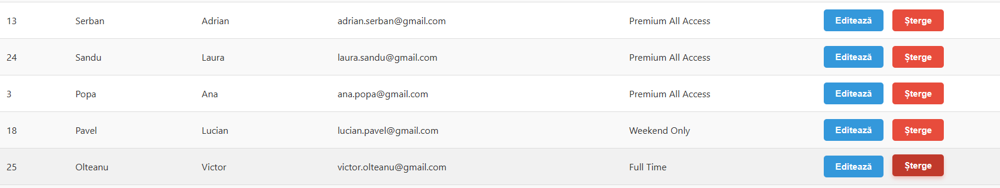 13 Serban Adrian adrian.serban@gmail.com Premium All Access Editează Șterge
24 Sandu Laura laura.sandu@gmail.com Premium All Access Editează Șterge
3 Popa Ana ana.popa@gmail.com Premium All Access Editează Șterge
18 Pavel Lucian lucian.pavel@gmail.com Weekend Only Editează Șterge
25 Olteanu Victor victor.olteanu@gmail.com Full Time Editează Șterge